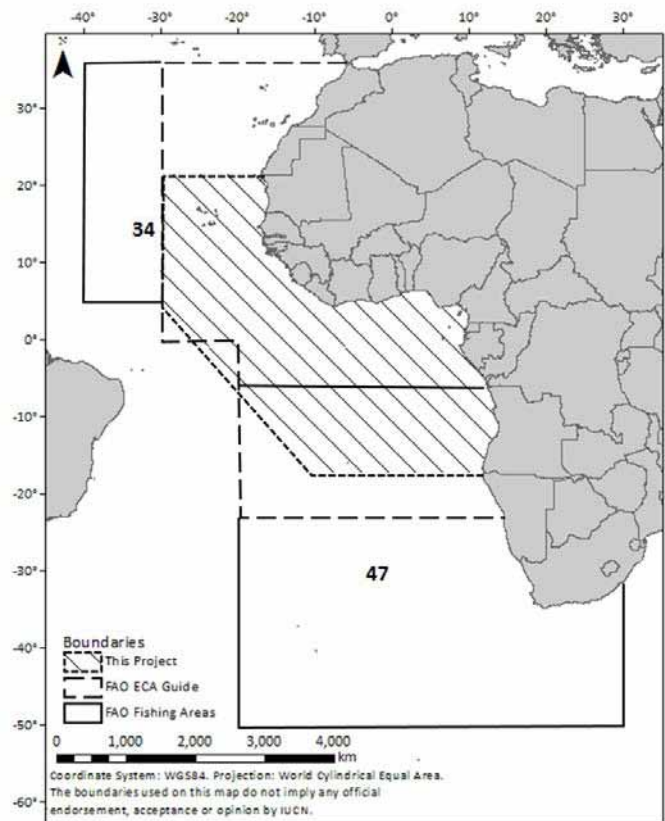 -40° -30° -20° -10° 0° 10° 20° 30°
N
30°
20°
10°
0°
-10°
-20°
-30°
-40°
-50°
-60°
34
47
Boundaries
This Project
FAO ECA Guide
FAO Fishing Areas
0 1,000 2,000 3,000 4,000
km
Coordinate System: WGS84. Projection: World Cylindrical Equal Area.
The boundaries used on this map do not imply any official
endorsement, acceptance or opinion by IUCN.